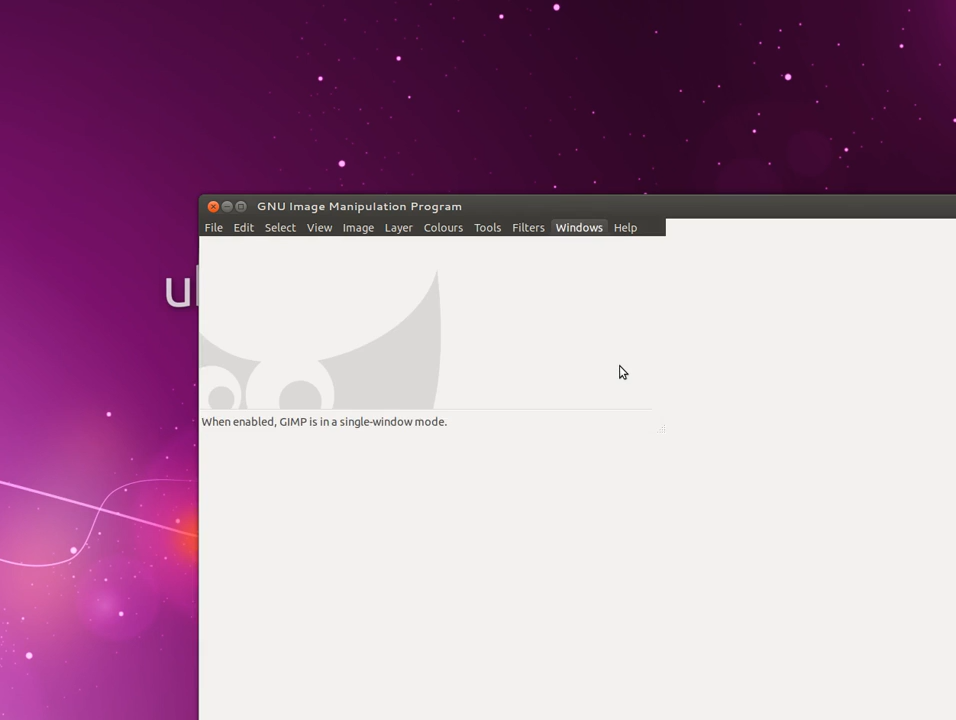 GNU Image Manipulation Program
File Edit Select View Image Layer Colours Tools Filters Windows Help
u
When enabled, GIMP is in a single-window mode.